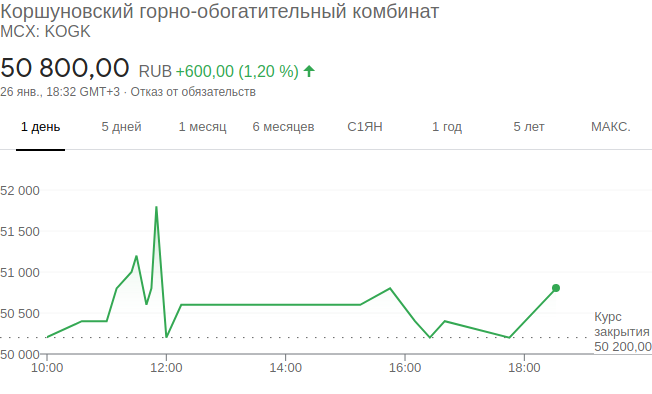 Коршуновский горно-обогатительный комбинат
MCX: KOGK
50 800,00 RUB +600,00 (1,20 %) ↑
26 янв., 18:32 GMT+3 · Отказ от обязательств
1 день 5 дней 1 месяц 6 месяцев С1ЯН 1 год 5 лет МАКС.
52 000
51 500
51 000
50 500
50 000
Курс
закрытия
50 200,00
10:00 12:00 14:00 16:00 18:00